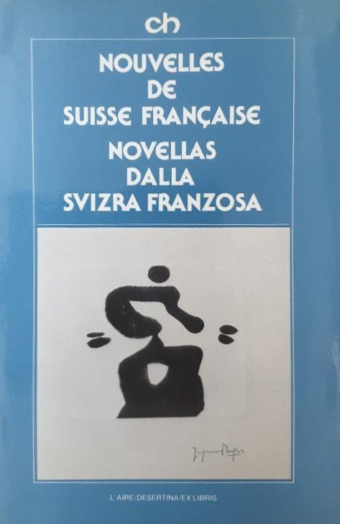 ch
NOUVELLES
DE
SUISSE FRANÇAISE
NOVELLAS
DALLA
SVIZRA FRANZOSA
L'AIRE/DESERTINA/EX LIBRIS